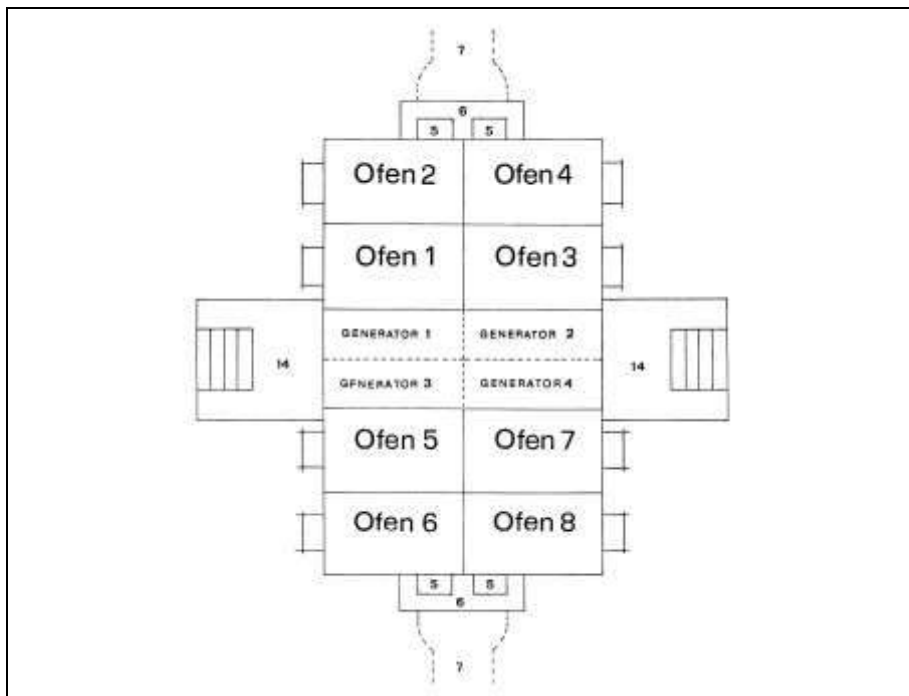 7
6
5 5
Ofen 2 Ofen 4
Ofen 1 Ofen 3
GENERATOR 1 GENERATOR 2
14 14
GFNERATOR 3 GENERATOR 4
Ofen 5 Ofen 7
Ofen 6 Ofen 8
5 5
6
7